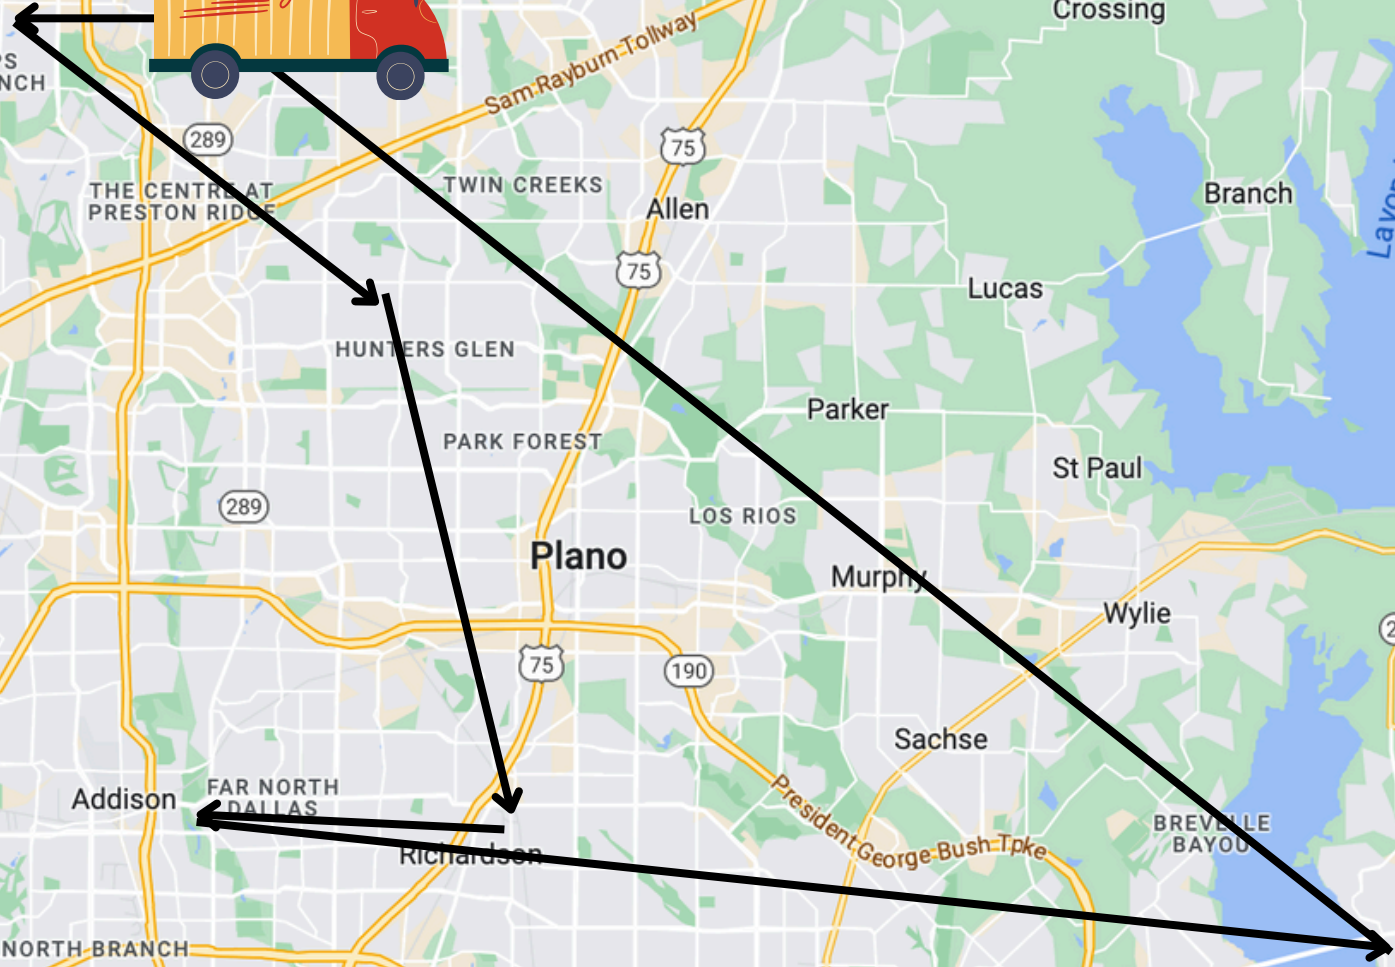 Crossing
PS
NCH
Sam Rayburn Tollway
289
75
THE CENTRE AT
PRESTON RIDGE
TWIN CREEKS
Allen
Branch
75
Lucas
HUNTERS GLEN
Parker
PARK FOREST
St Paul
289
LOS RIOS
Plano
Murphy
Wylie
75
190
Sachse
FAR NORTH
DALLAS
Addison
President George Bush Tpke
BREVELLE
BAYOU
Richardson
NORTH BRANCH